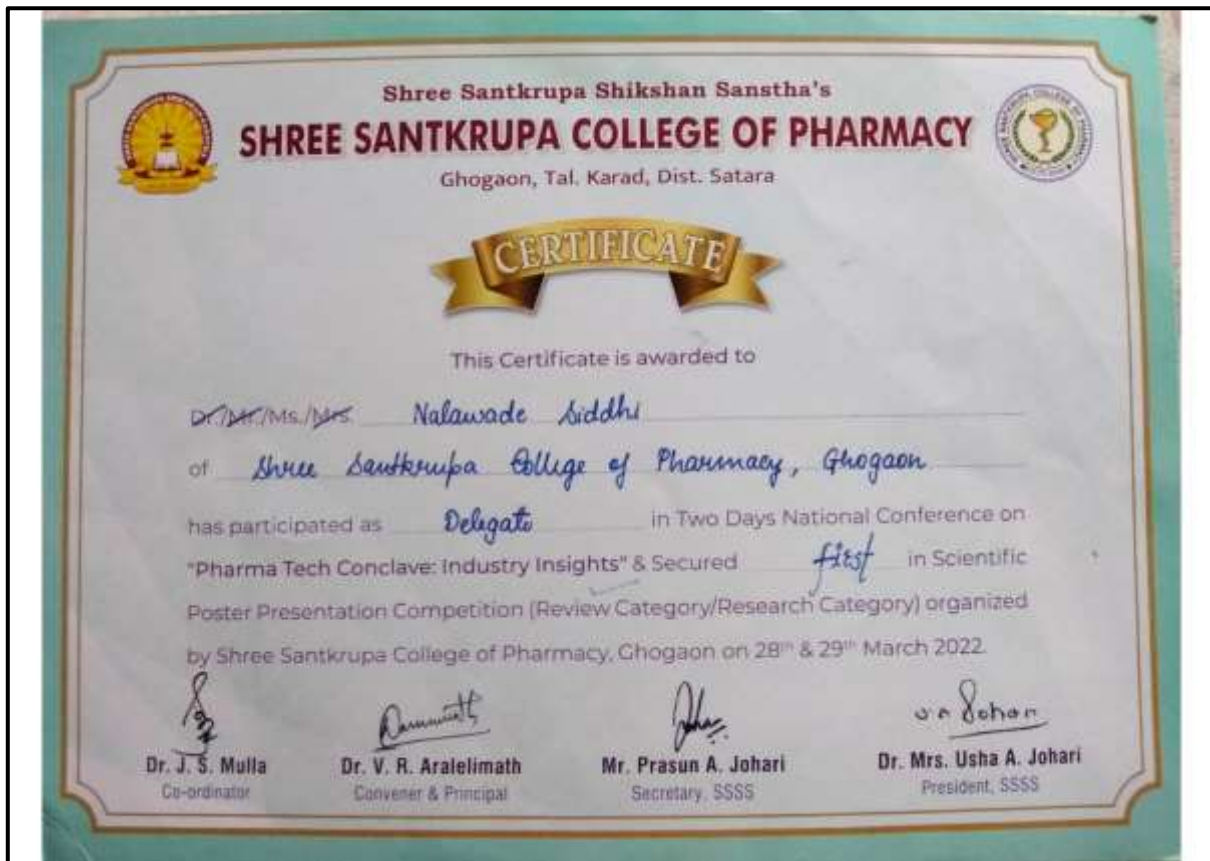 Shree Santkrupa Shikshan Sanstha's
SHREE SANTKRUPA COLLEGE OF PHARMACY
Ghogaon, Tal. Karad, Dist. Satara
CERTIFICATE
This Certificate is awarded to
Dr./Mr./Ms./Mrs. Nalawade Siddhi
of Shree Santkrupa College of Pharmacy, Ghogaon
has participated as Delegate in Two Days National Conference on
"Pharma Tech Conclave: Industry Insights" & Secured first in Scientific
Poster Presentation Competition (Review Category/Research Category) organized
by Shree Santkrupa College of Pharmacy, Ghogaon on 28th & 29th March 2022.
Dr. J. S. Mulla Dr. V. R. Aralelimath Mr. Prasun A. Johari Dr. Mrs. Usha A. Johari
Co-ordinator Convener & Principal Secretary, SSSS President, SSSS